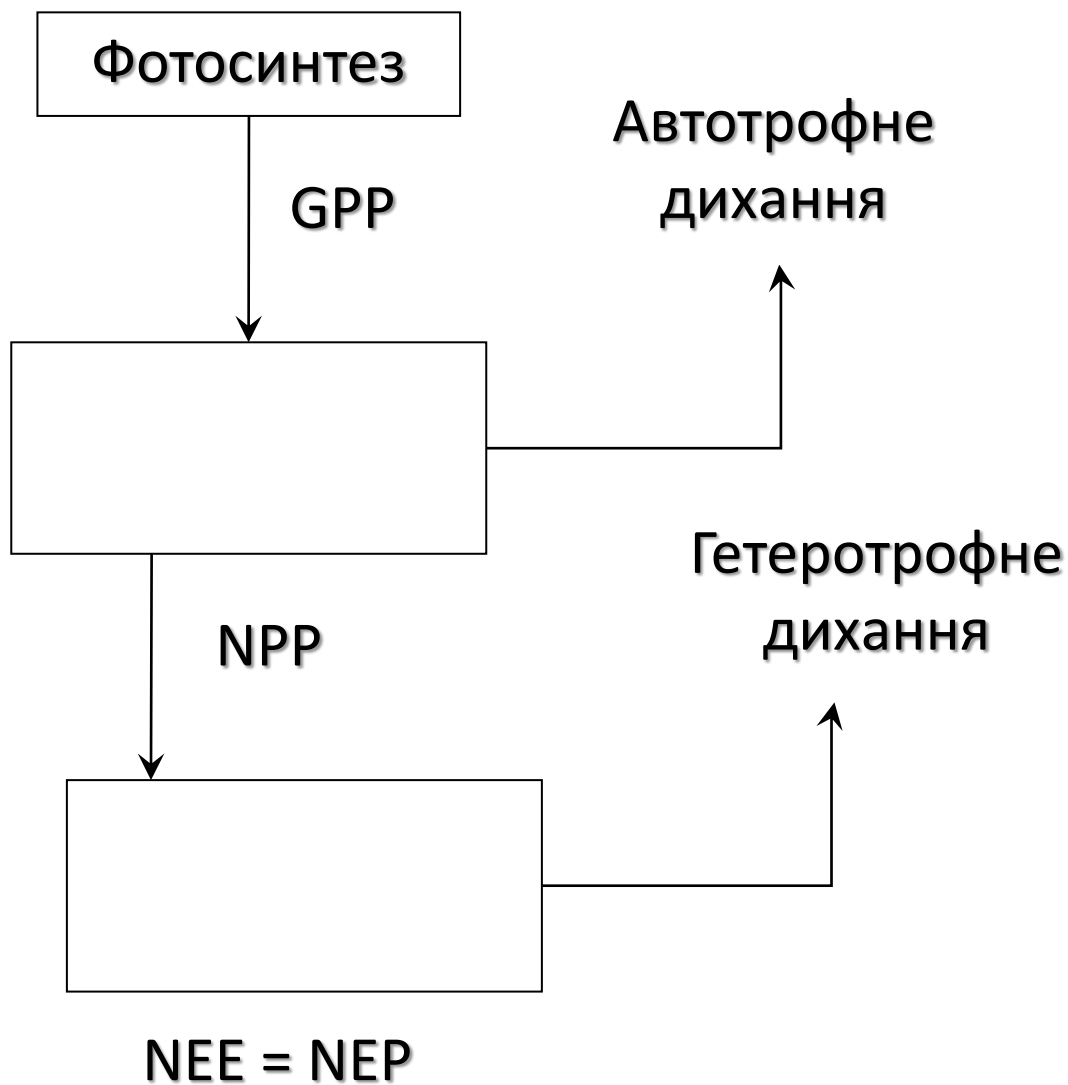 Фотосинтез
Автотрофне
дихання
GPP
Гетеротрофне
дихання
NPP
NEE = NEP